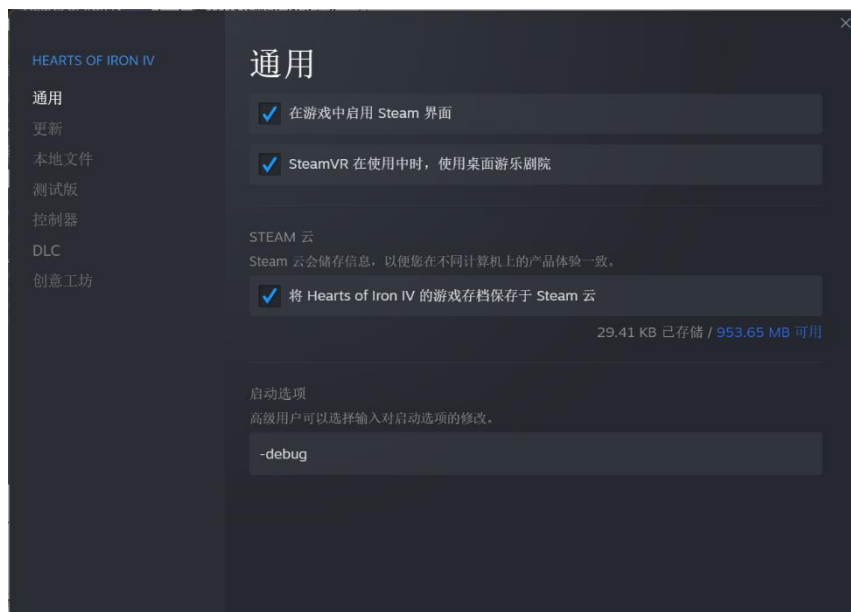 HEARTS OF IRON IV
通用
更新
本地文件
测试版
控制器
DLC
创意工坊
通用
在游戏中启用 Steam 界面
SteamVR 在使用中时，使用桌面游乐剧院
STEAM 云
Steam 云会储存信息，以便您在不同计算机上的产品体验一致。
将 Hearts of Iron IV 的游戏存档保存于 Steam 云
29.41 KB 已存储 / 953.65 MB 可用
启动选项
高级用户可以选择输入对启动选项的修改。
-debug